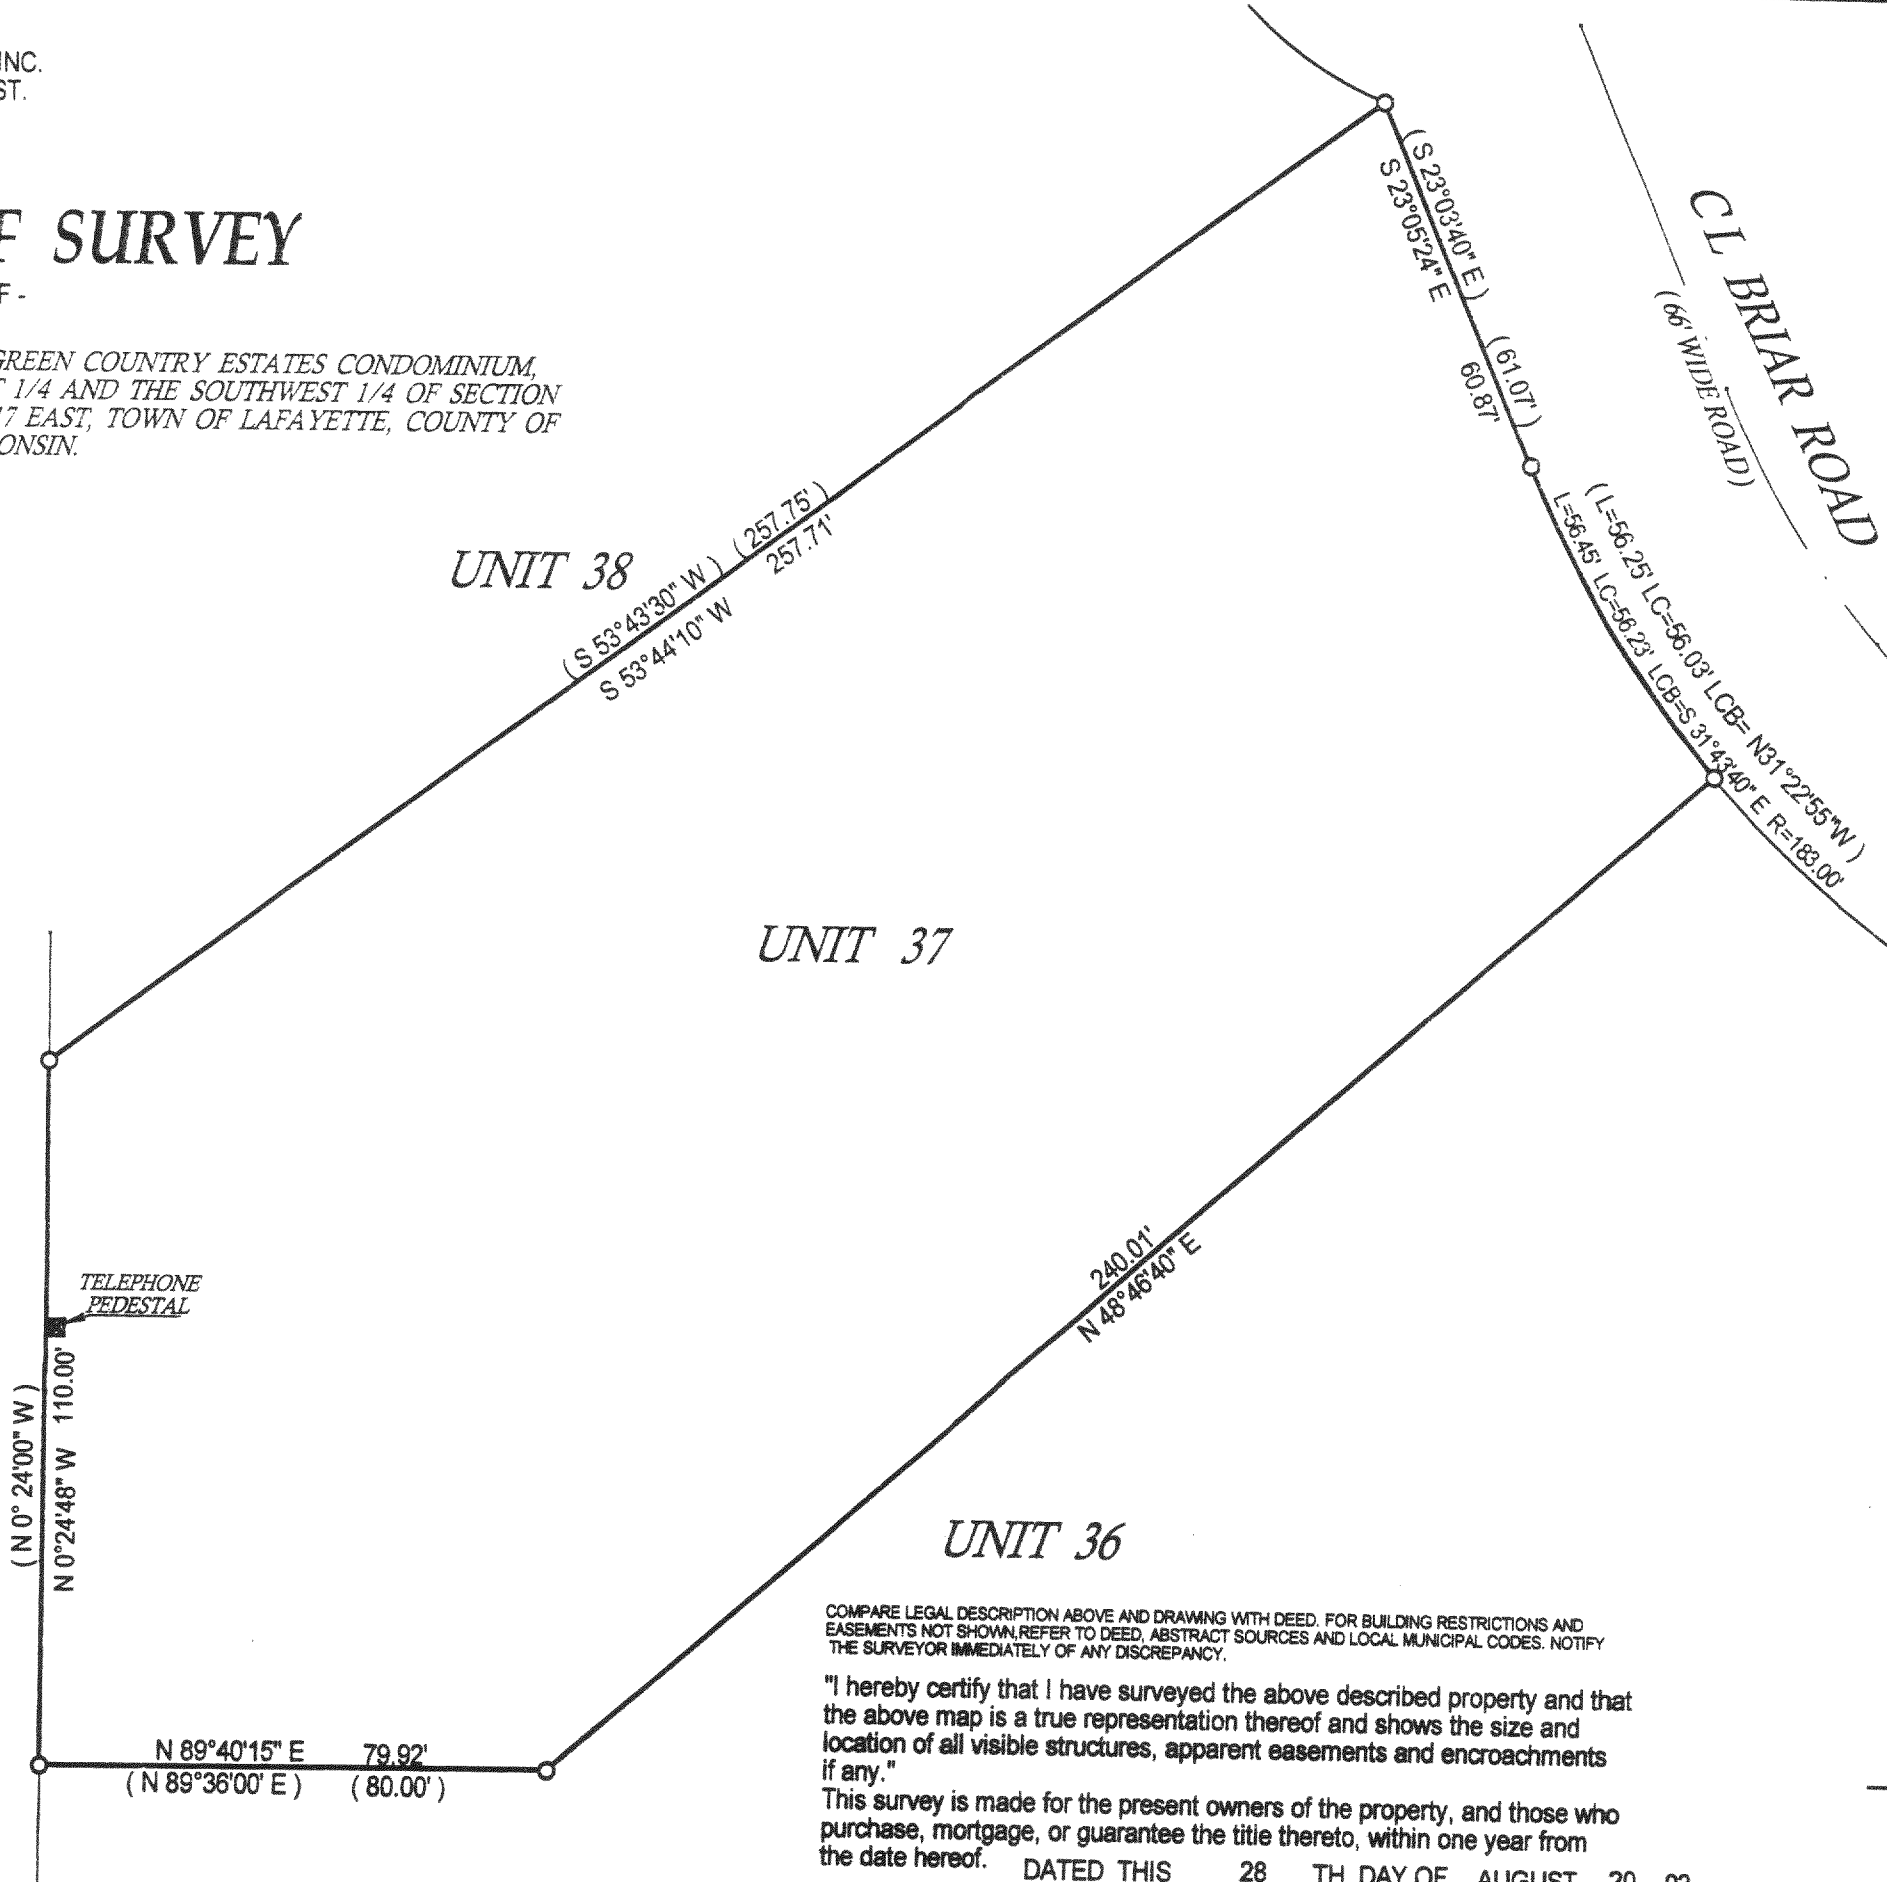 INC.
ST.
F SURVEY
F -
GREEN COUNTRY ESTATES CONDOMINIUM,
T 1/4 AND THE SOUTHWEST 1/4 OF SECTION
17 EAST, TOWN OF LAFAYETTE, COUNTY OF
ONSIN.
( S 23°03'40" E )
S 23°05'24" E
( 61.07' )
60.87'
C L BRIAR ROAD
( 66' WIDE ROAD )
( L=56.25' LC=56.03' LCB= N31°22'55"W )
L=56.45' LC=56.23' LCB=S 31°43'40" E R=183.00'
( S 53°43'30" W ) ( 257.75' )
S 53°44'10" W 257.71'
UNIT 38
UNIT 37
240.01'
N 48°46'40" E
TELEPHONE
PEDESTAL
( N 0° 24'00" W )
N 0°24'48" W 110.00'
N 89°40'15" E 79.92'
( N 89°36'00' E ) ( 80.00' )
UNIT 36
COMPARE LEGAL DESCRIPTION ABOVE AND DRAWING WITH DEED. FOR BUILDING RESTRICTIONS AND
EASEMENTS NOT SHOWN,REFER TO DEED, ABSTRACT SOURCES AND LOCAL MUNICIPAL CODES. NOTIFY
THE SURVEYOR IMMEDIATELY OF ANY DISCREPANCY.
"I hereby certify that I have surveyed the above described property and that
the above map is a true representation thereof and shows the size and
location of all visible structures, apparent easements and encroachments
if any."
This survey is made for the present owners of the property, and those who
purchase, mortgage, or guarantee the title thereto, within one year from
the date hereof.
DATED THIS 28 TH DAY OF AUGUST 20